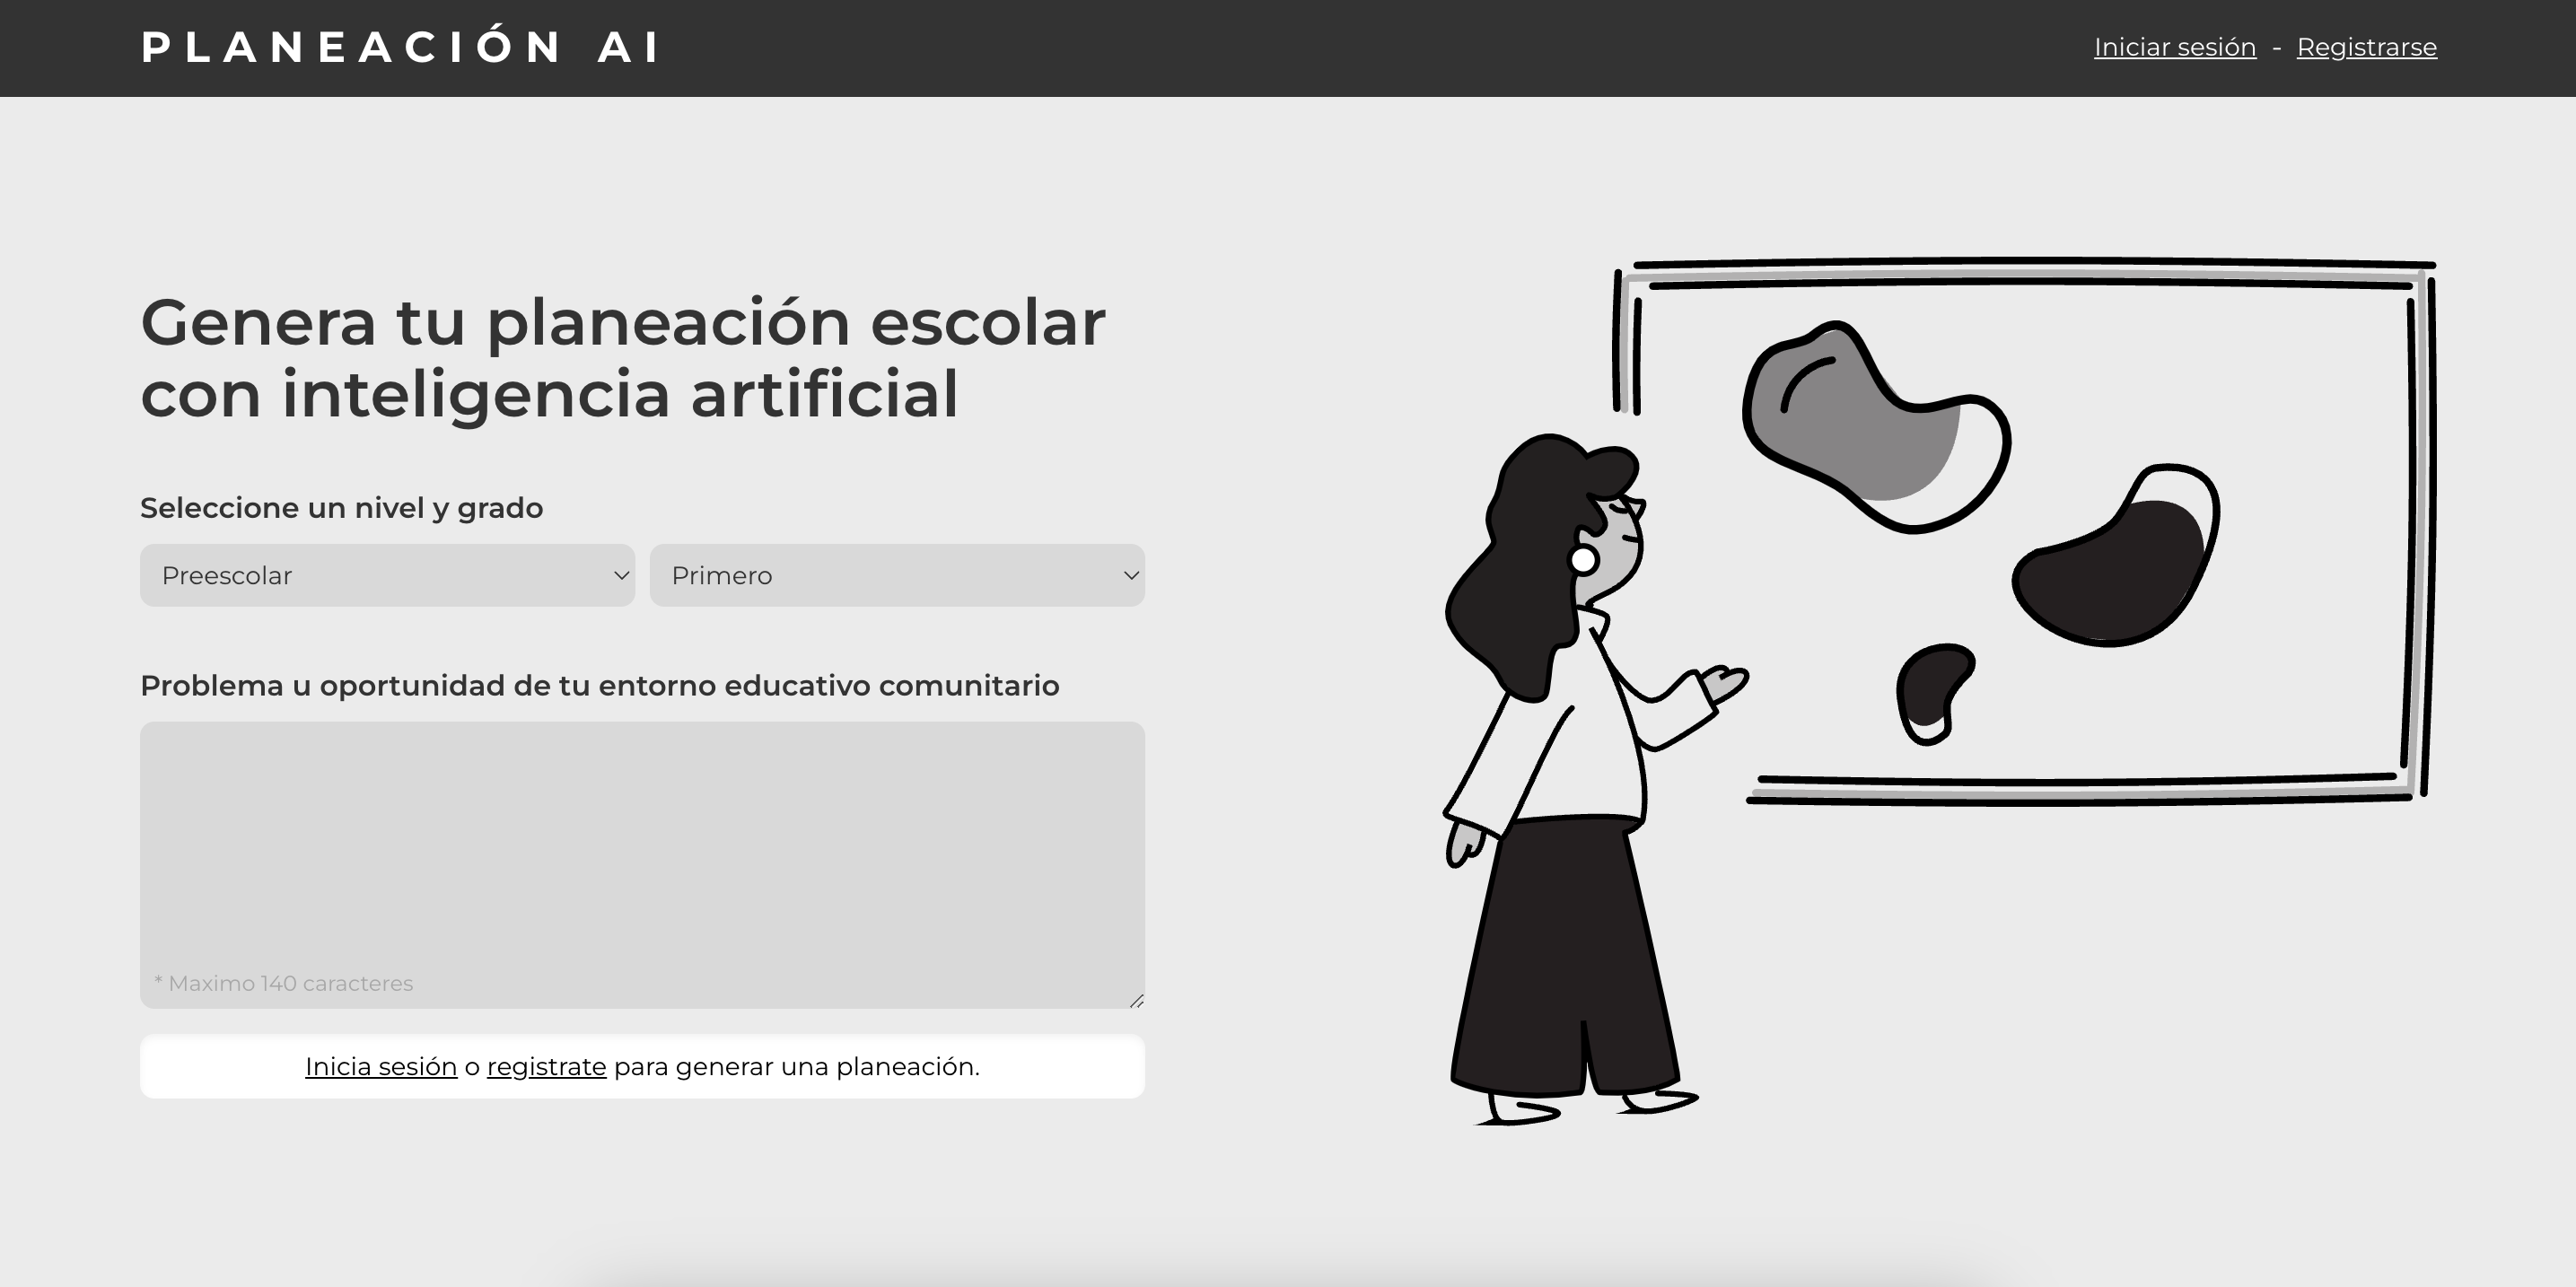 PLANEACIÓN AI
Iniciar sesión - Registrarse
Genera tu planeación escolar
con inteligencia artificial
Seleccione un nivel y grado
Preescolar
Primero
Problema u oportunidad de tu entorno educativo comunitario
* Maximo 140 caracteres
Inicia sesión o registrate para generar una planeación.